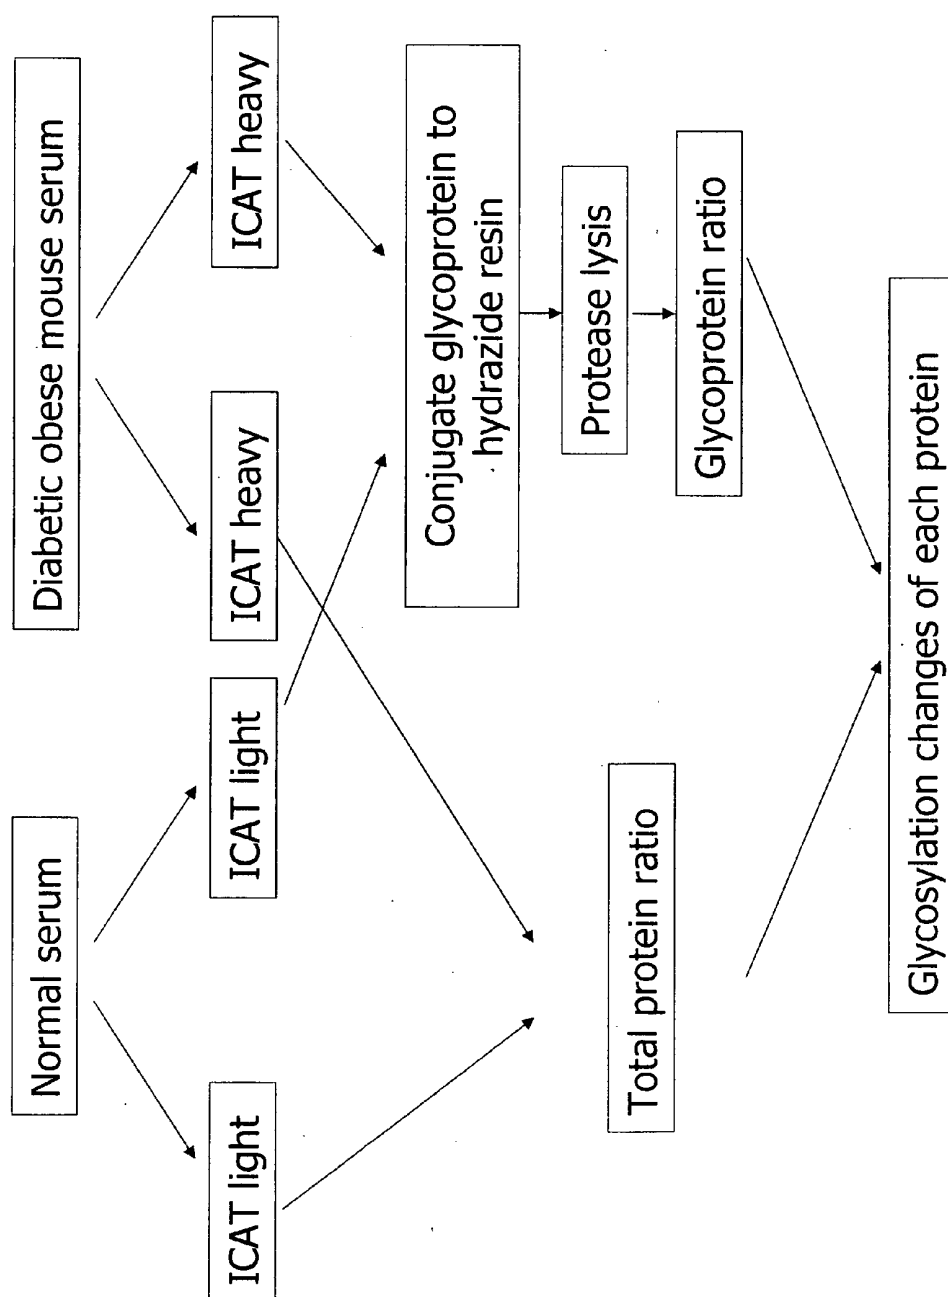 Normal serum
Diabetic obese mouse serum
ICAT light
ICAT light
ICAT heavy
ICAT heavy
Conjugate glycoprotein to
hydrazide resin
Protease lysis
Total protein ratio
Glycoprotein ratio
Glycosylation changes of each protein